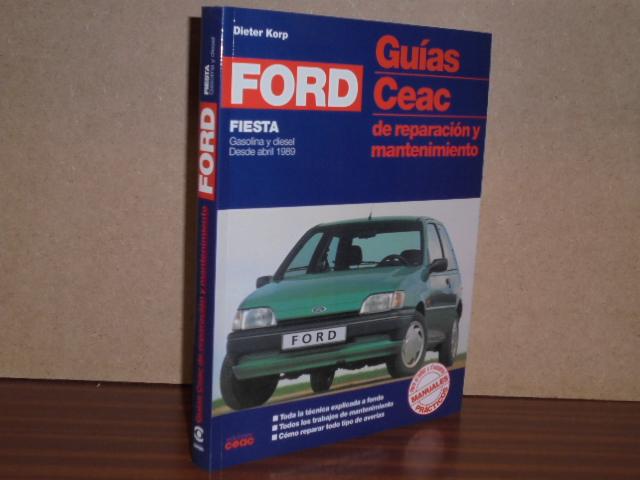 Dieter Korp
FORD
FIESTA
Gasolina y diesel
Desde abril 1989
Guías
Ceac
de reparación y
mantenimiento
FORD
MANUALES
PRÁCTICOS
■ Toda la técnica explicada a fondo
■ Todos los trabajos de mantenimiento
■ Cómo reparar todo tipo de averías
ceac
FIESTA
Gasolina y diesel
FORD
Guías Ceac de reparación y mantenimiento